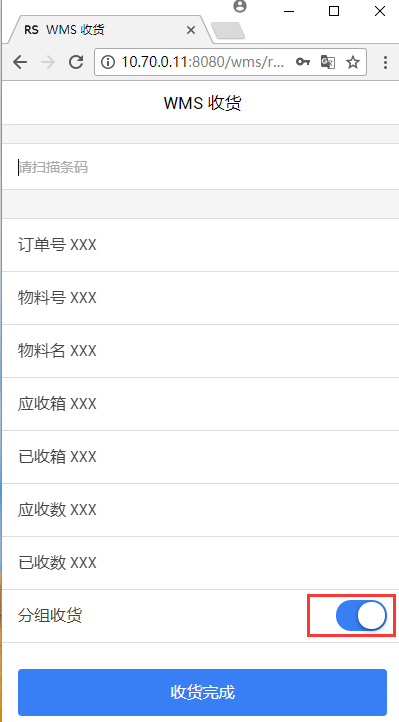 RS WMS 收货
10.70.0.11:8080/wms/r...
WMS 收货
请扫描条码
订单号 XXX
物料号 XXX
物料名 XXX
应收箱 XXX
已收箱 XXX
应收数 XXX
已收数 XXX
分组收货
收货完成